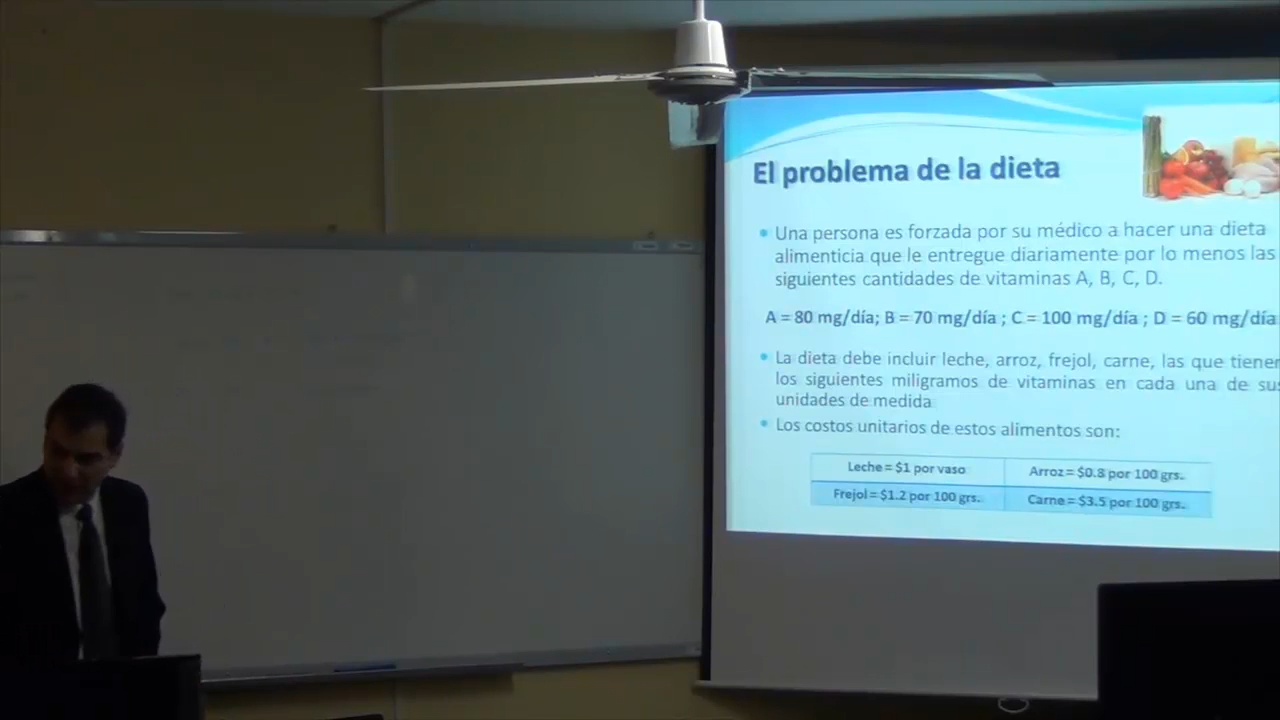 El problema de la dieta
Una persona es forzada por su médico a hacer una dieta
alimenticia que le entregue diariamente por lo menos las
siguientes cantidades de vitaminas A, B, C, D.
A = 80 mg/día; B = 70 mg/día ; C = 100 mg/día ; D = 60 mg/día
La dieta debe incluir leche, arroz, frejol, carne, las que tienen
los siguientes miligramos de vitaminas en cada una de sus
unidades de medida
Los costos unitarios de estos alimentos son:
Leche = $1 por vaso
Arroz = $0.8 por 100 grs.
Frejol = $1.2 por 100 grs.
Carne = $3.5 por 100 grs.